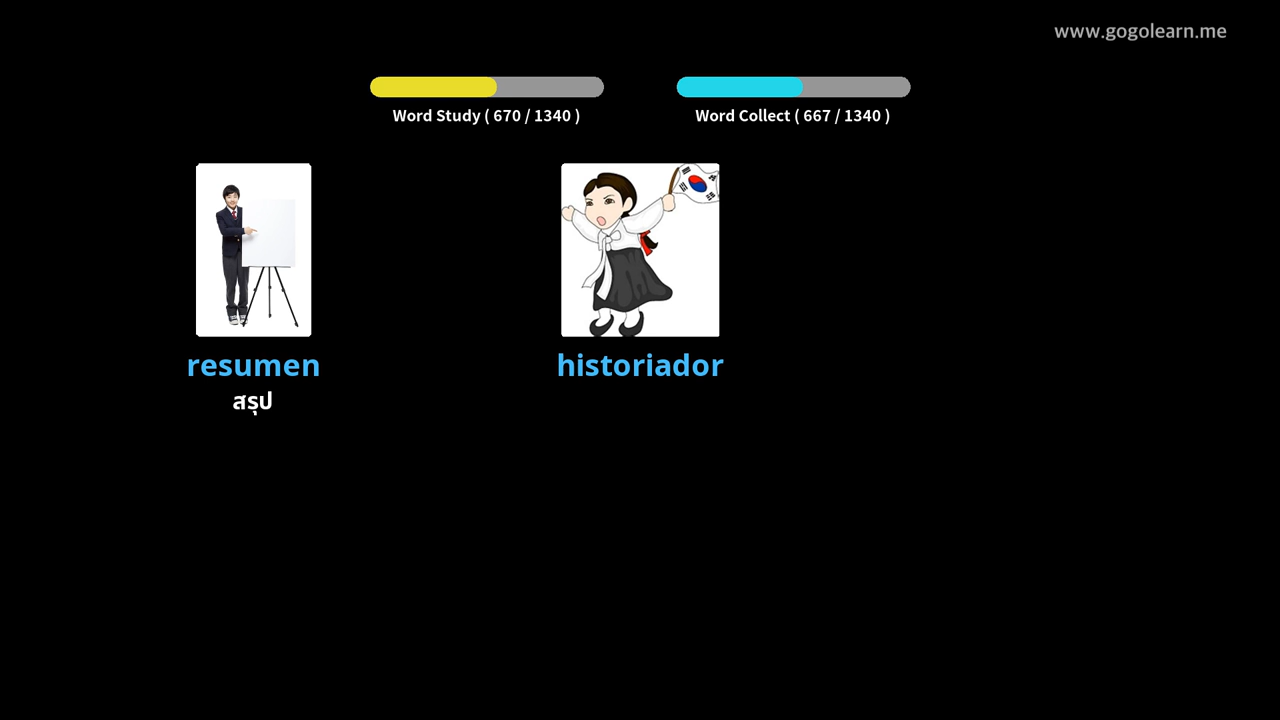 www.gogolearn.me
Word Study ( 670 / 1340 )
Word Collect ( 667 / 1340 )
resumen
สรุป
historiador